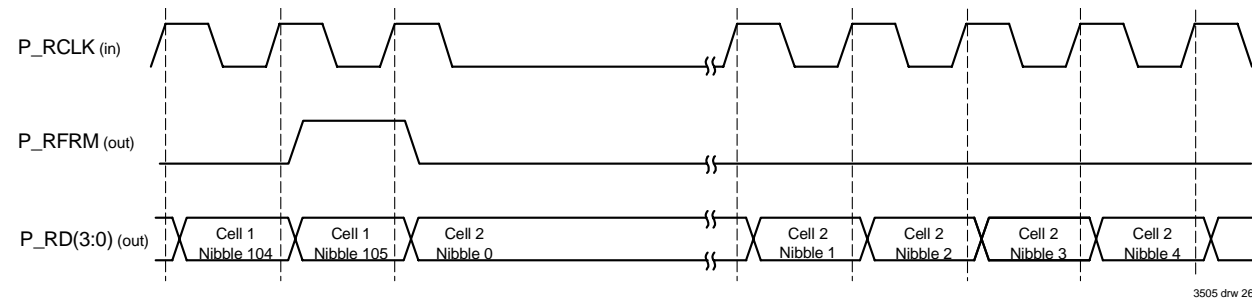 P_RCLK (in)
P_RFRM (out)
P_RD(3:0) (out)
Cell 1
Nibble 104
Cell 1
Nibble 105
Cell 2
Nibble 0
Cell 2
Nibble 1
Cell 2
Nibble 2
Cell 2
Nibble 3
Cell 2
Nibble 4
3505 drw 26